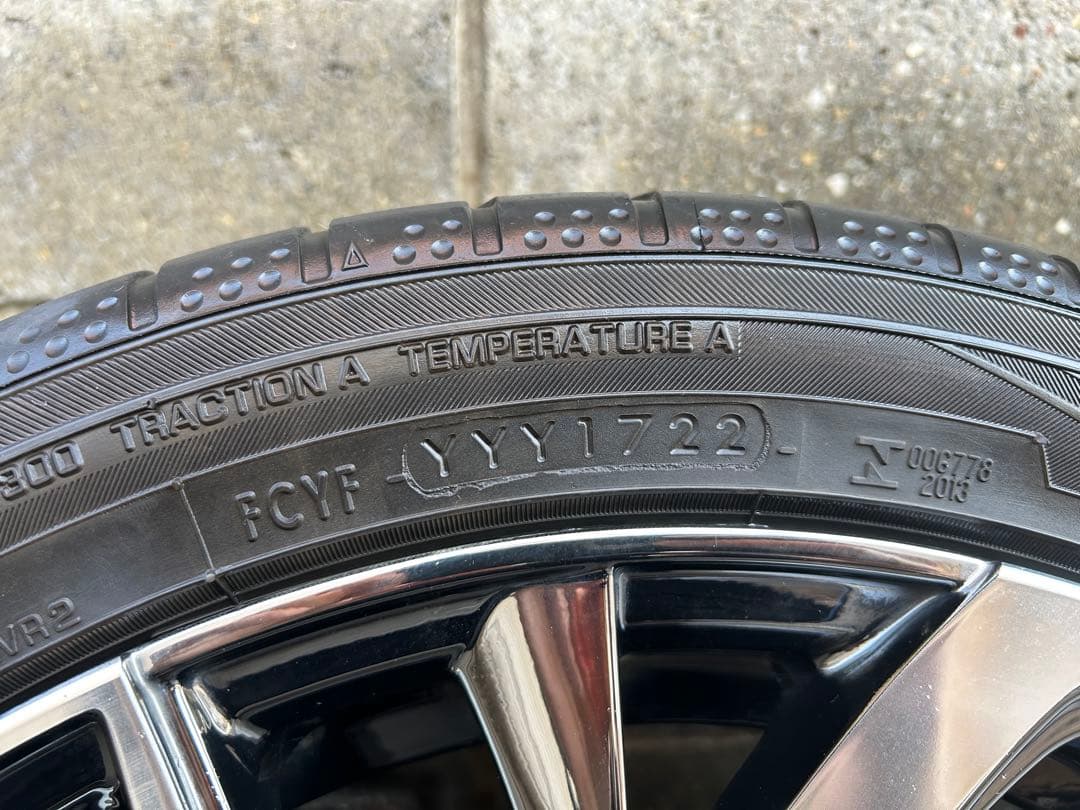 300 TRACTION A TEMPERATURE A
FCYF YYY1722
006778
2013
VR2